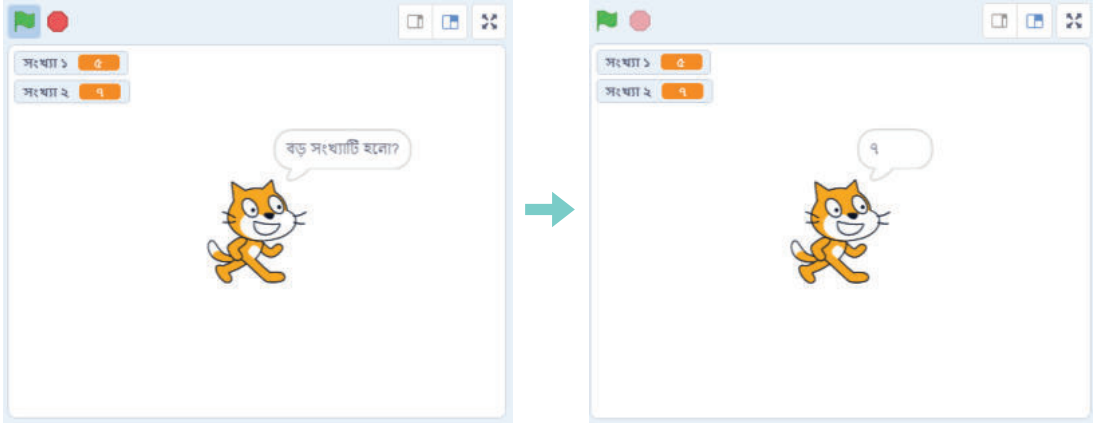 সংখ্যা ১ ৫
সংখ্যা ২ ৭
বড় সংখ্যাটি হলো?
সংখ্যা ১ ৫
সংখ্যা ২ ৭
৭